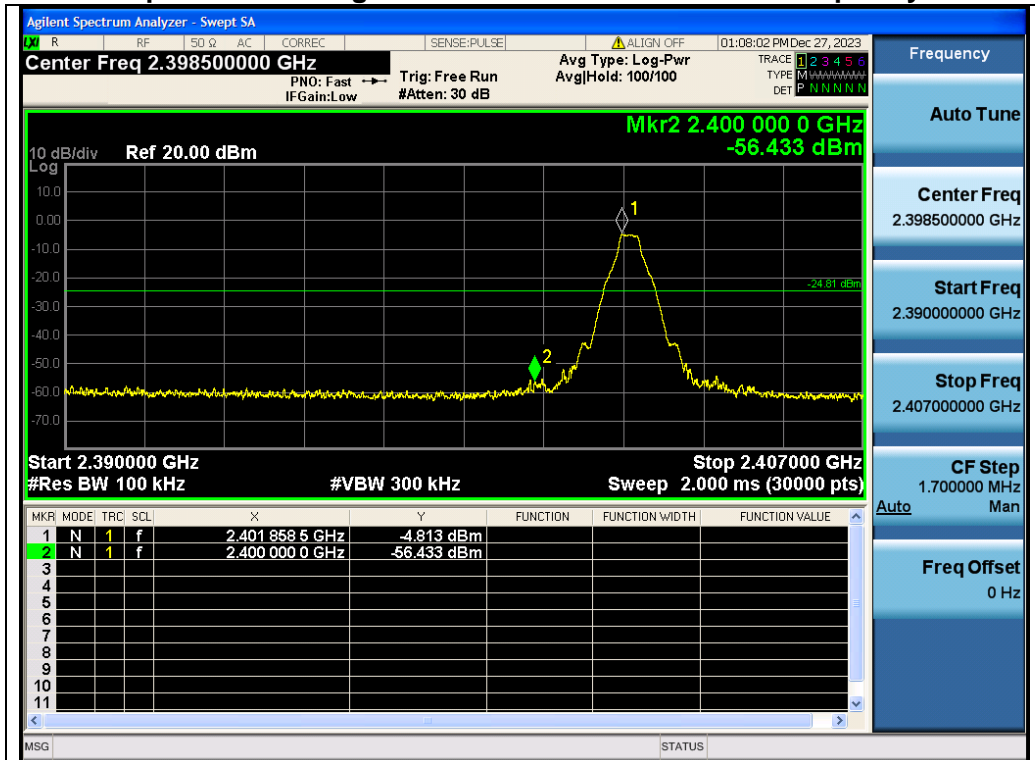 Agilent Spectrum Analyzer - Swept SA
LXI R RF 50 Ω AC CORREC SENSE:PULSE ALIGN OFF 01:08:02 PM Dec 27, 2023
Center Freq 2.398500000 GHz
PNO: Fast
IFGain:Low
Trig: Free Run
#Atten: 30 dB
Avg Type: Log-Pwr
Avg|Hold: 100/100
TRACE 1 2 3 4 5 6
TYPE M WWWWW
DET P N N N N N
Mkr2 2.400 000 0 GHz
-56.433 dBm
10 dB/div Ref 20.00 dBm
Log
10.0
0.00
-10.0
-20.0
-30.0
-40.0
-50.0
-60.0
-70.0
1
-24.81 dBm
2
Start 2.390000 GHz Stop 2.407000 GHz
#Res BW 100 kHz #VBW 300 kHz Sweep 2.000 ms (30000 pts)
MKR MODE TRC SCL X Y FUNCTION FUNCTION WIDTH FUNCTION VALUE
1 N 1 f 2.401 858 5 GHz -4.813 dBm
2 N 1 f 2.400 000 0 GHz -56.433 dBm
3
4
5
6
7
8
9
10
11
MSG STATUS
Frequency
Auto Tune
Center Freq
2.398500000 GHz
Start Freq
2.390000000 GHz
Stop Freq
2.407000000 GHz
CF Step
1.700000 MHz
Auto Man
Freq Offset
0 Hz